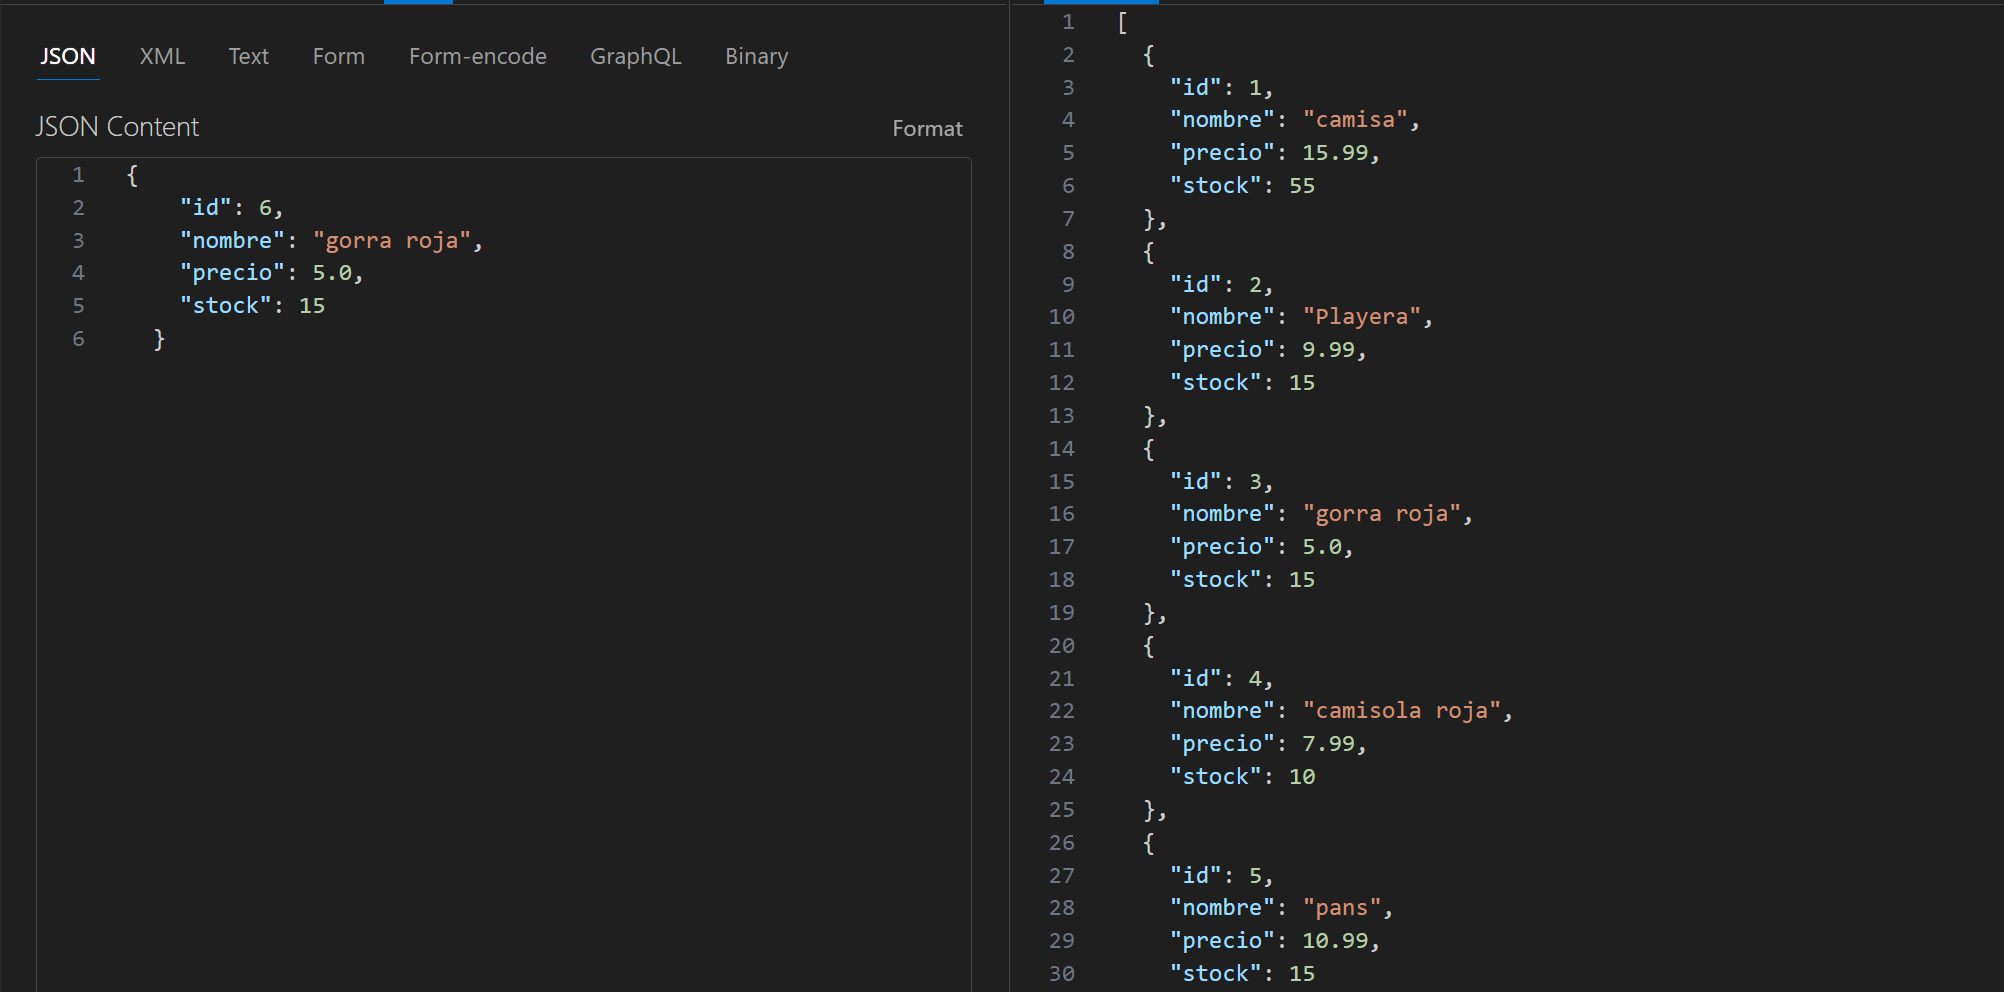 JSON XML Text Form Form-encode GraphQL Binary
JSON Content Format
1 {
2 "id": 6,
3 "nombre": "gorra roja",
4 "precio": 5.0,
5 "stock": 15
6 }
1 [
2 {
3 "id": 1,
4 "nombre": "camisa",
5 "precio": 15.99,
6 "stock": 55
7 },
8 {
9 "id": 2,
10 "nombre": "Playera",
11 "precio": 9.99,
12 "stock": 15
13 },
14 {
15 "id": 3,
16 "nombre": "gorra roja",
17 "precio": 5.0,
18 "stock": 15
19 },
20 {
21 "id": 4,
22 "nombre": "camisola roja",
23 "precio": 7.99,
24 "stock": 10
25 },
26 {
27 "id": 5,
28 "nombre": "pans",
29 "precio": 10.99,
30 "stock": 15